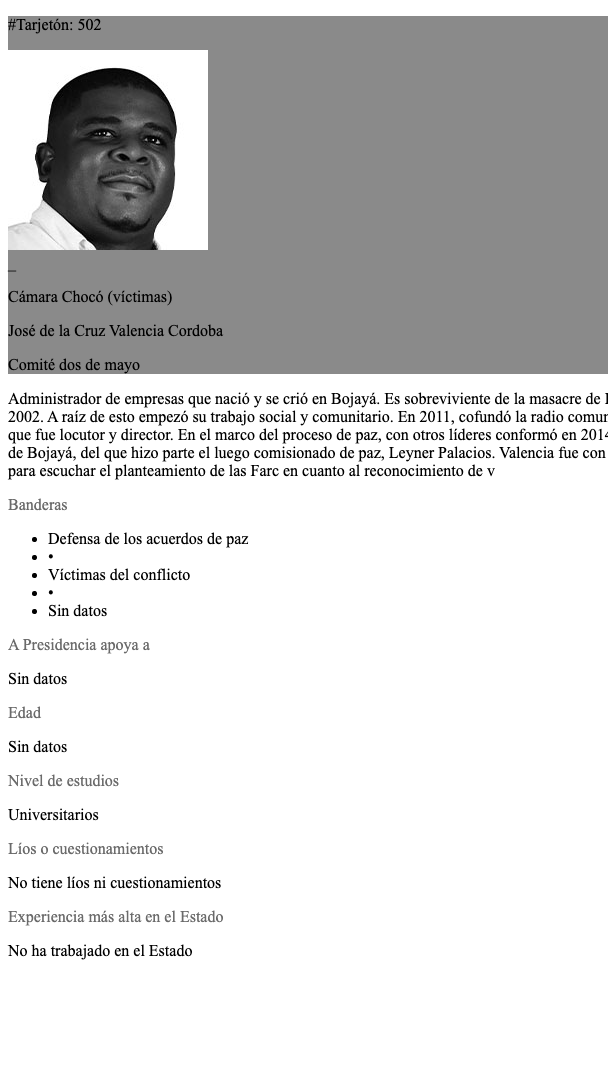 #Tarjetón: 502
_
Cámara Chocó (víctimas)
José de la Cruz Valencia Cordoba
Comité dos de mayo
Administrador de empresas que nació y se crió en Bojayá. Es sobreviviente de la masacre de
2002. A raíz de esto empezó su trabajo social y comunitario. En 2011, cofundó la radio
que fue locutor y director. En el marco del proceso de paz, con otros líderes conformó en
de Bojayá, del que hizo parte el luego comisionado de paz, Leyner Palacios. Valencia fue con
para escuchar el planteamiento de las Farc en cuanto al reconocimiento de v
Banderas
• Defensa de los acuerdos de paz
• •
• Víctimas del conflicto
• •
• Sin datos
A Presidencia apoya a
Sin datos
Edad
Sin datos
Nivel de estudios
Universitarios
Líos o cuestionamientos
No tiene líos ni cuestionamientos
Experiencia más alta en el Estado
No ha trabajado en el Estado